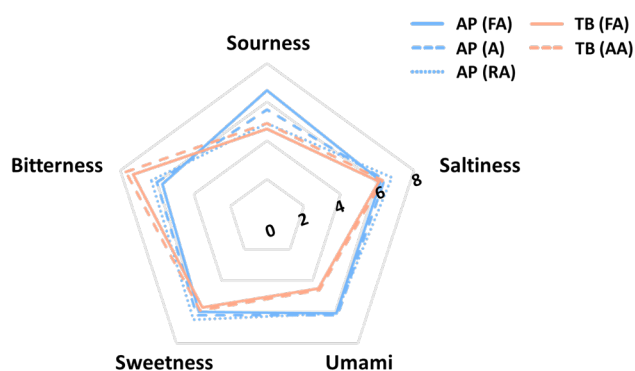 AP (FA)
TB (FA)
AP (A)
TB (AA)
AP (RA)
Sourness
Bitterness
Saltiness
0
2
4
6
8
Sweetness
Umami